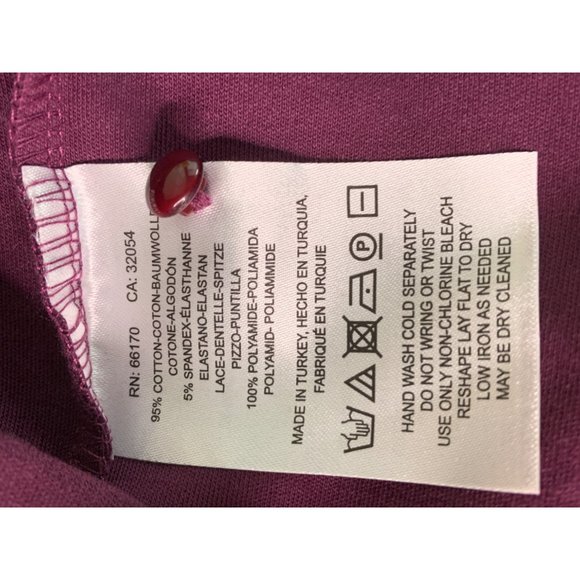 RN: 66170 CA: 32054
95% COTTON-COTON-BAUMWOLLE
COTONE-ALGODÓN
5% SPANDEX-ÉLASTHANNE
ELASTANO-ELASTAN
LACE-DENTELLE-SPITZE
PIZZO-PUNTILLA
100% POLYAMIDE-POLIAMIDA
POLYAMID- POLIAMMIDE
MADE IN TURKEY, HECHO EN TURQUIA,
FABRIQUÉ EN TURQUIE
P
HAND WASH COLD SEPARATELY
DO NOT WRING OR TWIST
USE ONLY NON-CHLORINE BLEACH
RESHAPE LAY FLAT TO DRY
LOW IRON AS NEEDED
MAY BE DRY CLEANED